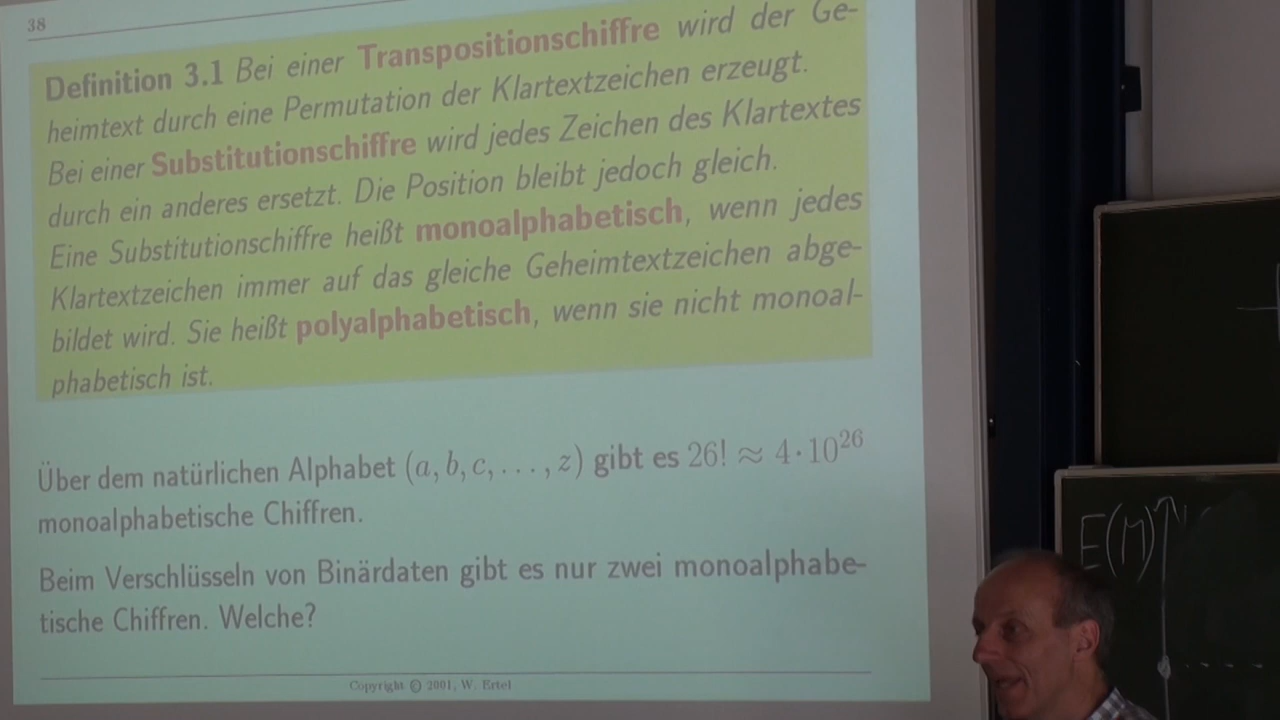 38
Definition 3.1 Bei einer Transpositionschiffre wird der Ge-
heimtext durch eine Permutation der Klartextzeichen erzeugt.
Bei einer Substitutionschiffre wird jedes Zeichen des Klartextes
durch ein anderes ersetzt. Die Position bleibt jedoch gleich.
Eine Substitutionschiffre heißt monoalphabetisch, wenn jedes
Klartextzeichen immer auf das gleiche Geheimtextzeichen abge-
bildet wird. Sie heißt polyalphabetisch, wenn sie nicht monoal-
phabetisch ist.
Über dem natürlichen Alphabet (a, b, c, . . . , z) gibt es 26! ≈ 4·10²⁶
monoalphabetische Chiffren.
Beim Verschlüsseln von Binärdaten gibt es nur zwei monoalphabe-
tische Chiffren. Welche?
Copyright © 2001, W. Ertel
E(M)